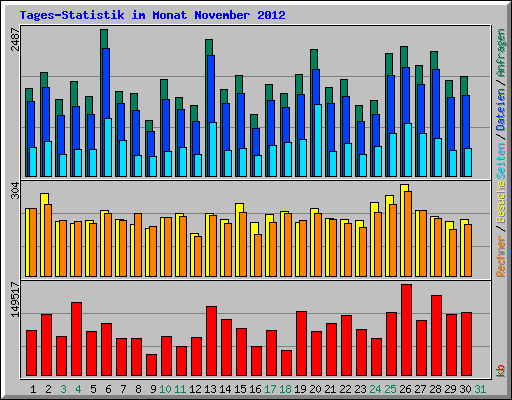 Tages-Statistik im Monat November 2012
2487
304
149517
Rechner / Besuche Seiten / Dateien / Anfragen
kb
1 2 3 4 5 6 7 8 9 10 11 12 13 14 15 16 17 18 19 20 21 22 23 24 25 26 27 28 29 30 31